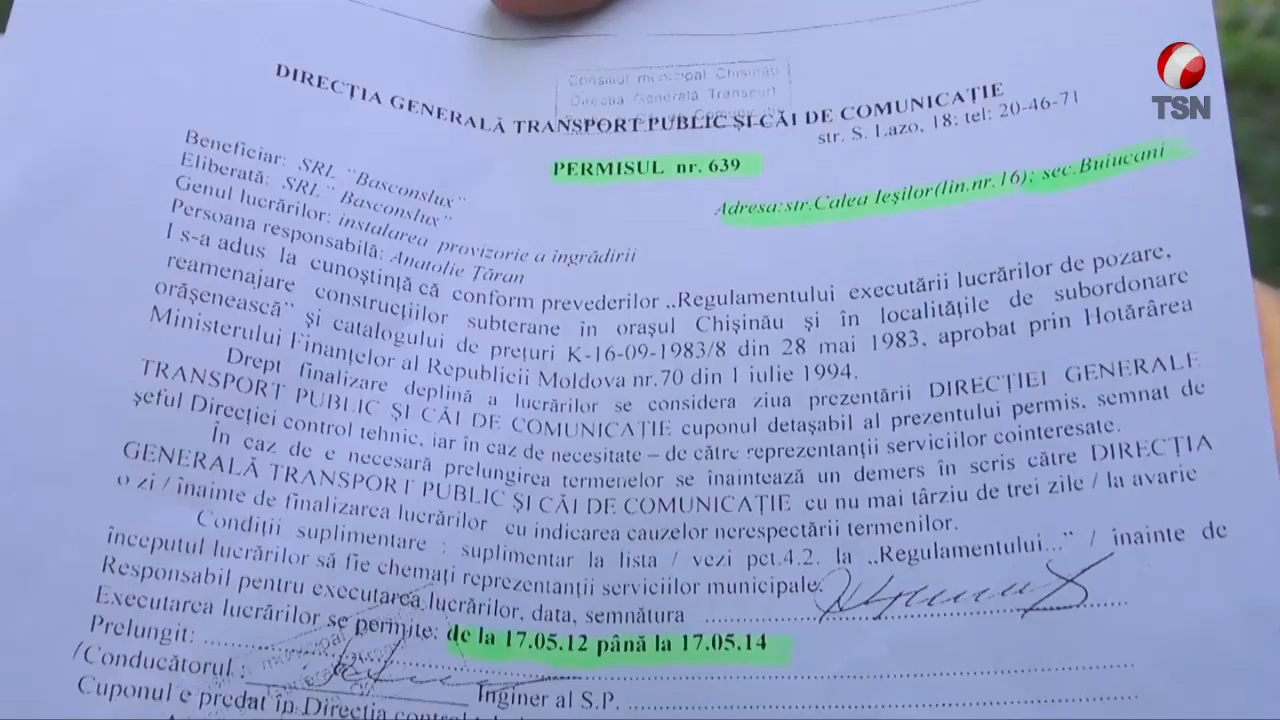 TSN
Consiliul municipal Chișinău
Direcția Generală Transport
DIRECȚIA GENERALĂ TRANSPORT PUBLIC ȘI CĂI DE COMUNICAȚIE
str. S. Lazo, 18; tel: 20-46-71
PERMISUL nr. 639
Adresa:str.Calea Ieșilor(lin.nr.16); sec.Buiucani
Beneficiar: SRL "Basconslux"
Eliberată: SRL" Basconslux"
Genul lucrărilor: instalarea provizorie a îngrădirii
Persoana responsabilă: Anatolie Țăran
I s-a adus la cunoștință că conform prevederilor „Regulamentului executării lucrărilor de pozare,
reamenajare construcțiilor subterane în orașul Chișinău și în localitățile de subordonare
orășenească" și catalogului de prețuri K-16-09-1983/8 din 28 mai 1983, aprobat prin Hotărârea
Ministerului Finanțelor al Republicii Moldova nr.70 din 1 iulie 1994.
Drept finalizare deplină a lucrărilor se considera ziua prezentării DIRECȚIEI GENERALE
TRANSPORT PUBLIC ȘI CĂI DE COMUNICAȚIE cuponul detașabil al prezentului permis, semnat de
șeful Direcției control tehnic, iar în caz de necesitate – de către reprezentanții serviciilor cointeresate.
În caz de e necesară prelungirea termenelor se înaintează un demers în scris către DIRECȚIA
GENERALĂ TRANSPORT PUBLIC ȘI CĂI DE COMUNICAȚIE cu nu mai târziu de trei zile / la avarie
o zi / înainte de finalizarea lucrărilor cu indicarea cauzelor nerespectării termenilor.
Condiții suplimentare : suplimentar la lista / vezi pct.4.2. la „Regulamentului..." / înainte de
începutul lucrărilor să fie chemați reprezentanții serviciilor municipale.
Responsabil pentru executarea lucrărilor, data, semnătura
Executarea lucrărilor se permite: de la 17.05.12 până la 17.05.14
Prelungit:
/Conducătorul : Inginer al S.P.
Cuponul e predat în Direcția control